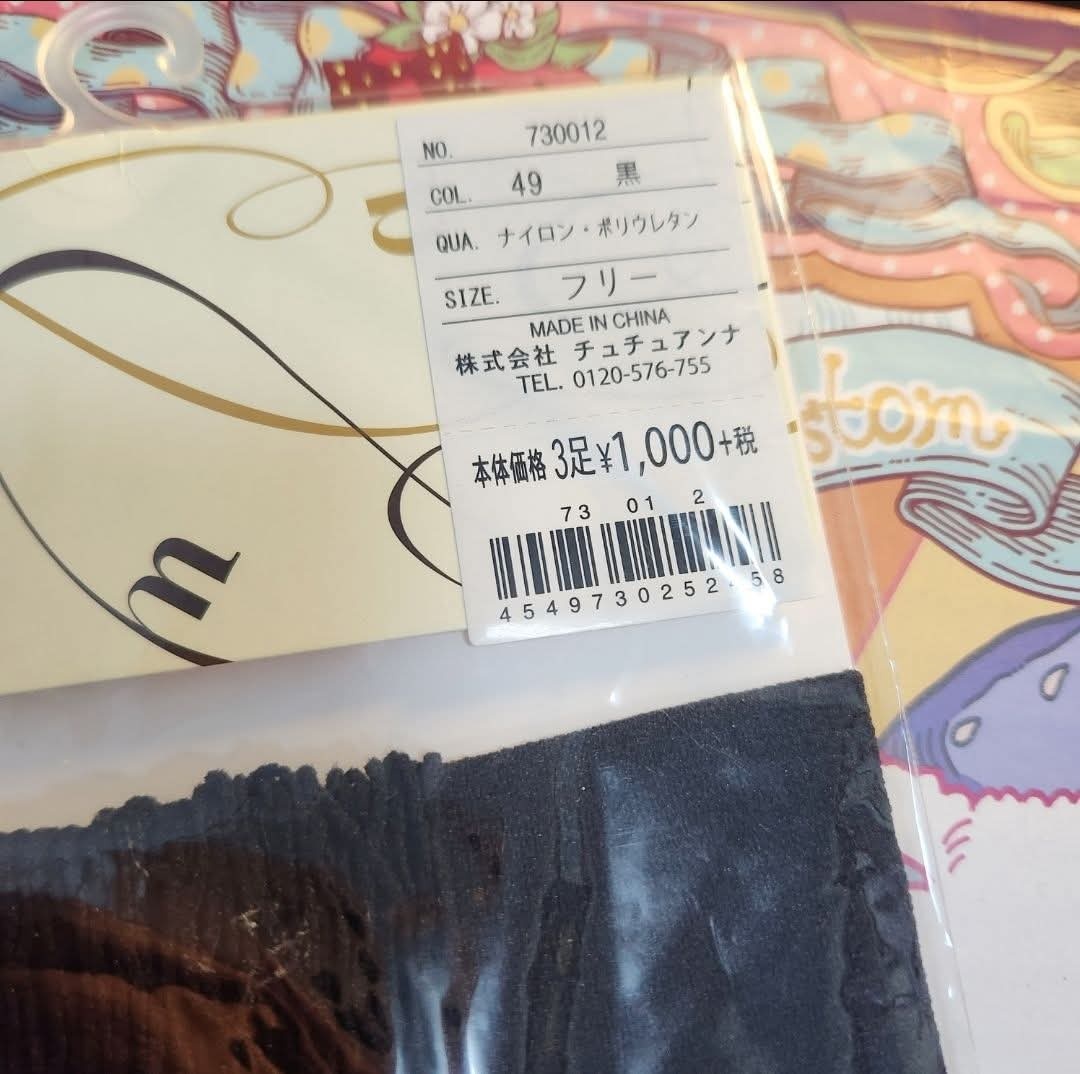 NO. 730012
COL. 49 黒
QUA. ナイロン・ポリウレタン
SIZE. フリー
MADE IN CHINA
株式会社 チュチュアンナ
TEL. 0120-576-755
本体価格 3足¥1,000+税
73 01 2
stom
m